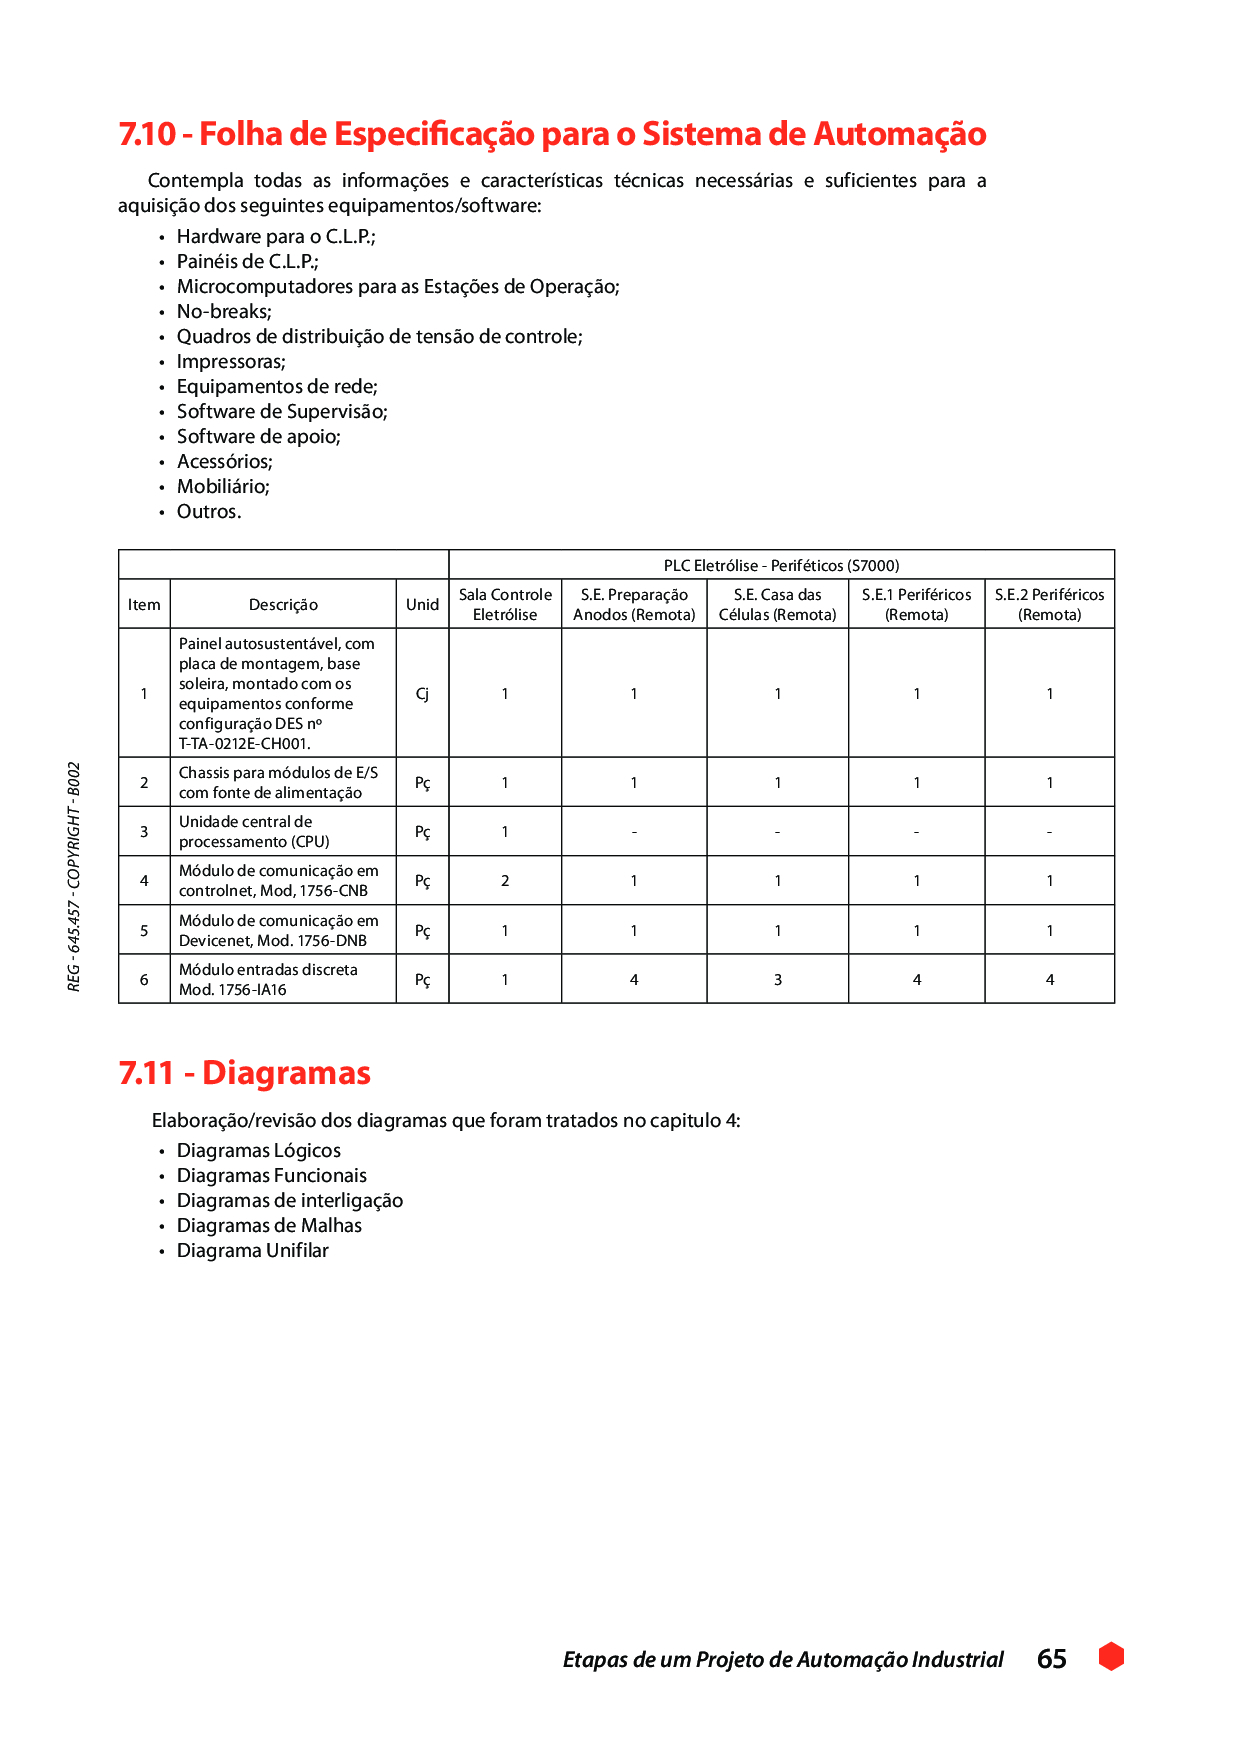 7.10 - Folha de Especificação para o Sistema de Automação
Contempla todas as informações e características técnicas necessárias e suficientes para a
aquisição dos seguintes equipamentos/software:
• Hardware para o C.L.P.;
• Painéis de C.L.P.;
• Microcomputadores para as Estações de Operação;
• No-breaks;
• Quadros de distribuição de tensão de controle;
• Impressoras;
• Equipamentos de rede;
• Software de Supervisão;
• Software de apoio;
• Acessórios;
• Mobiliário;
• Outros.
PLC Eletrólise - Periféticos (S7000)
Item Descrição Unid Sala Controle Eletrólise S.E. Preparação Anodos (Remota) S.E. Casa das Células (Remota) S.E.1 Periféricos (Remota) S.E.2 Periféricos (Remota)
1 Painel autosustentável, com
placa de montagem, base
soleira, montado com os
equipamentos conforme
configuração DES nº
T-TA-0212E-CH001. Cj 1 1 1 1 1
2 Chassis para módulos de E/S
com fonte de alimentação Pç 1 1 1 1 1
3 Unidade central de
processamento (CPU) Pç 1 - - - -
4 Módulo de comunicação em
controlnet, Mod, 1756-CNB Pç 2 1 1 1 1
5 Módulo de comunicação em
Devicenet, Mod. 1756-DNB Pç 1 1 1 1 1
6 Módulo entradas discreta
Mod. 1756-IA16 Pç 1 4 3 4 4
7.11 - Diagramas
Elaboração/revisão dos diagramas que foram tratados no capitulo 4:
• Diagramas Lógicos
• Diagramas Funcionais
• Diagramas de interligação
• Diagramas de Malhas
• Diagrama Unifilar
REG - 645.457 - COPYRIGHT - B002
Etapas de um Projeto de Automação Industrial 65